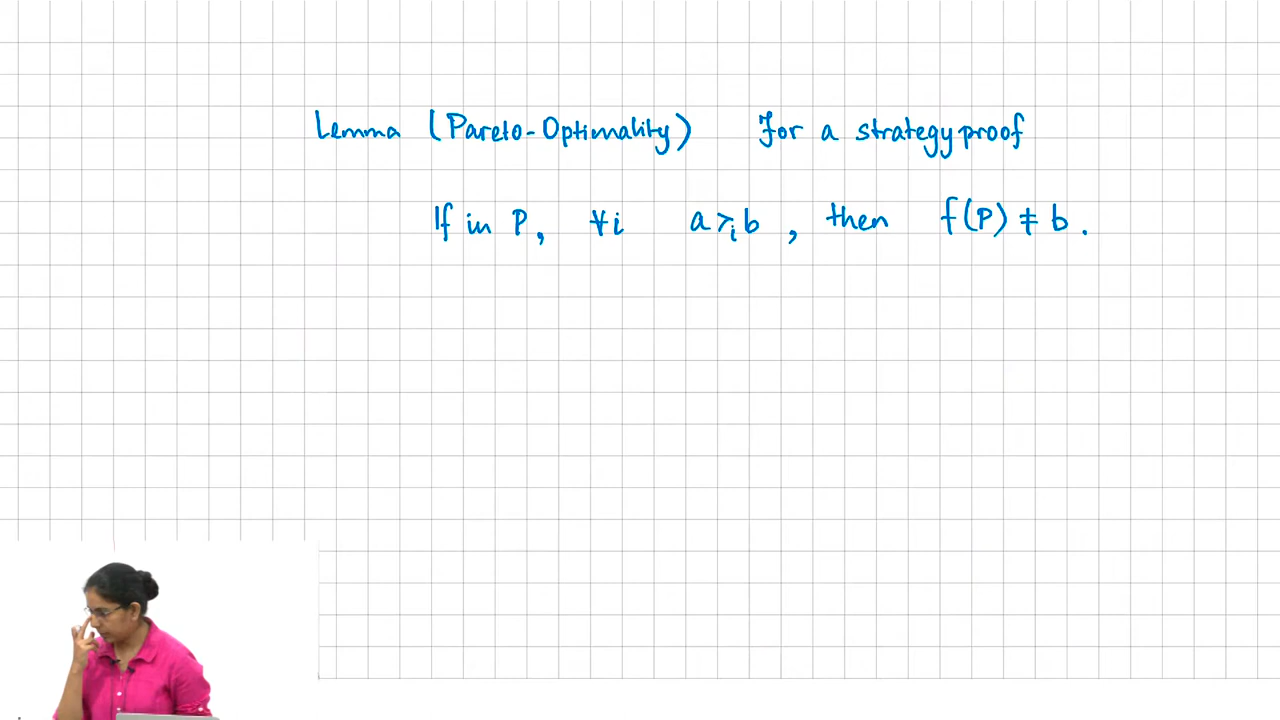 Lemma (Pareto-Optimality) For a strategyproof
If in P, ∀i a ≻ᵢ b, then f(P) ≠ b.